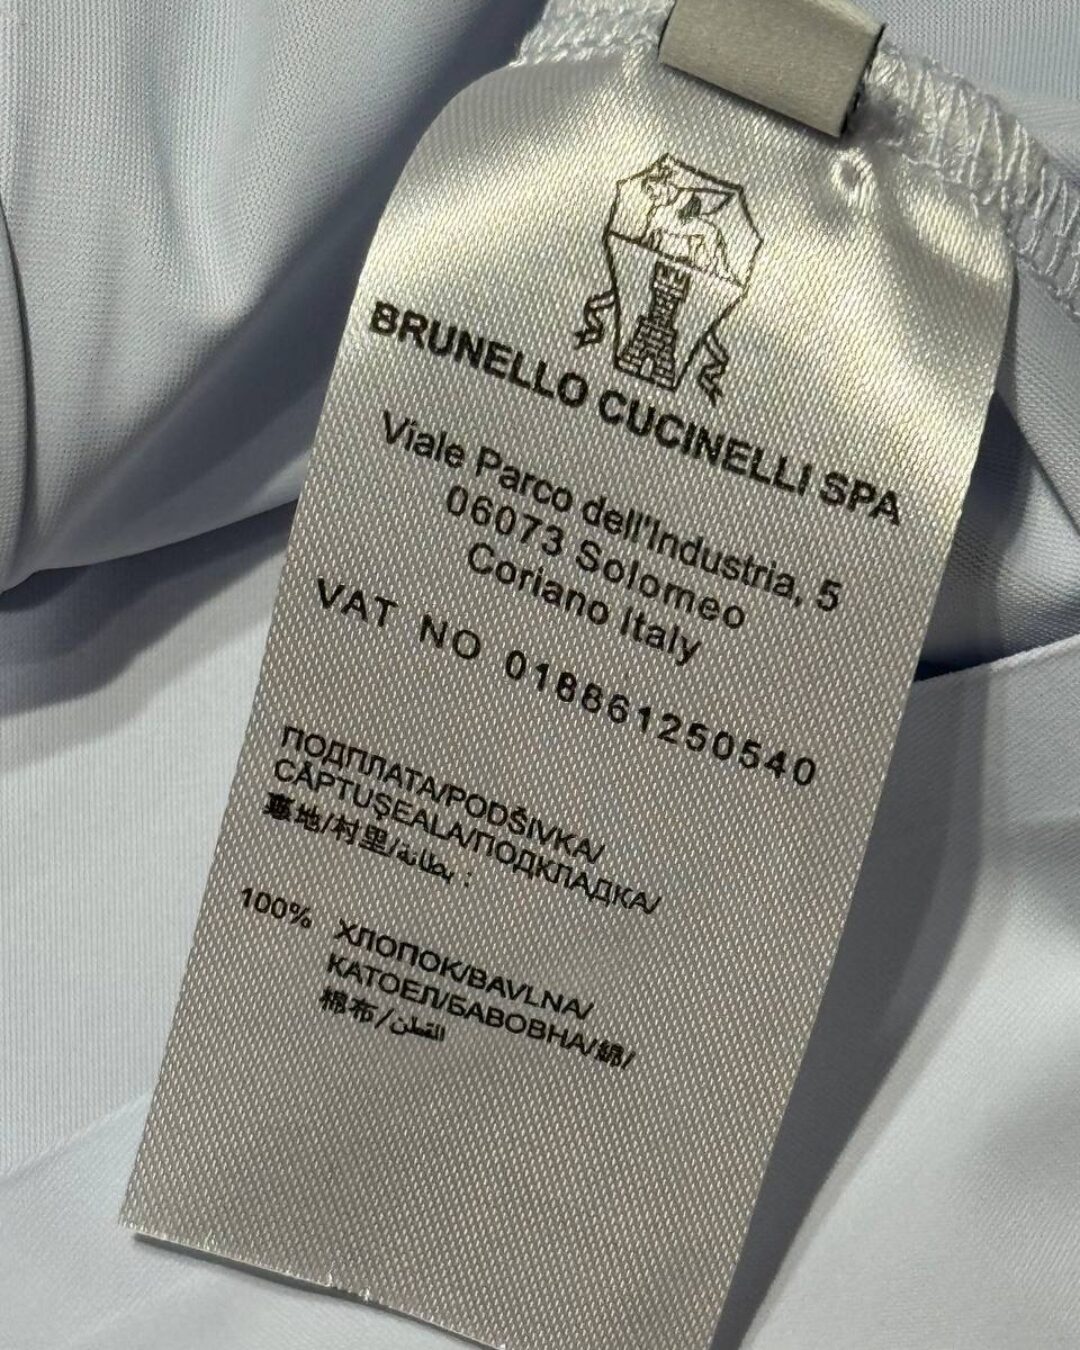 BRUNELLO CUCINELLI SPA
Viale Parco dell'Industria, 5
06073 Solomeo
Coriano Italy
VAT NO 018861250540
ПОДПЛАТА/PODŠIVKA/
CĂPTUŞEALA/ПОДКЛАДКА/
裏地/村里/بطانة :
100% ХЛОПОК/BAVLNA/
КАТОЕЛ/БАВОВНА/綿/
棉布/القطن